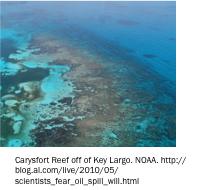 Carysfort Reef off of Key Largo. NOAA. http://
blog.al.com/live/2010/05/
scientists_fear_oil_spill_will.html